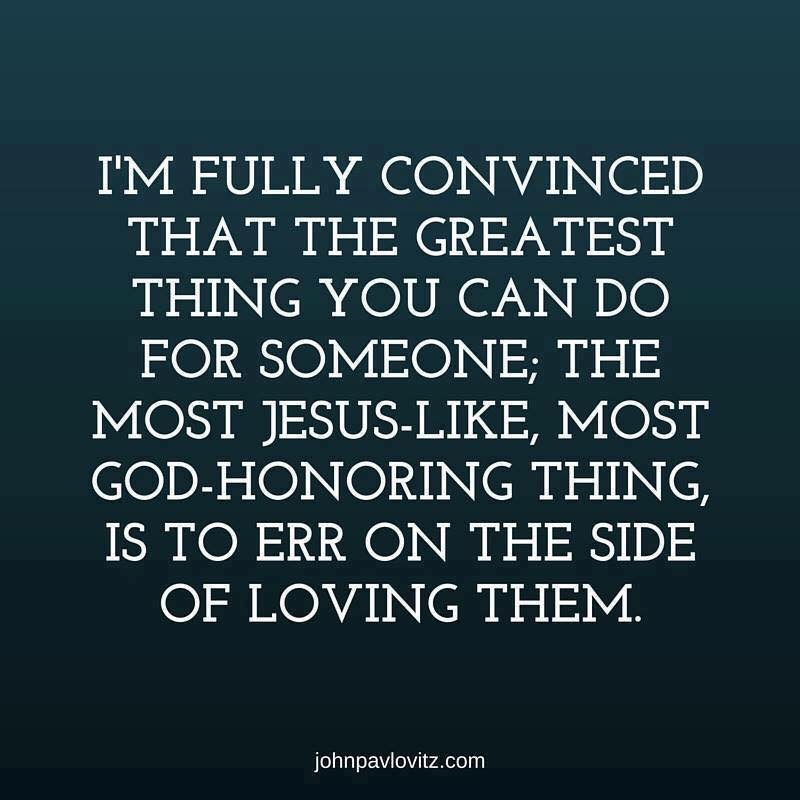 I'M FULLY CONVINCED
THAT THE GREATEST
THING YOU CAN DO
FOR SOMEONE; THE
MOST JESUS-LIKE, MOST
GOD-HONORING THING,
IS TO ERR ON THE SIDE
OF LOVING THEM.
johnpavlovitz.com